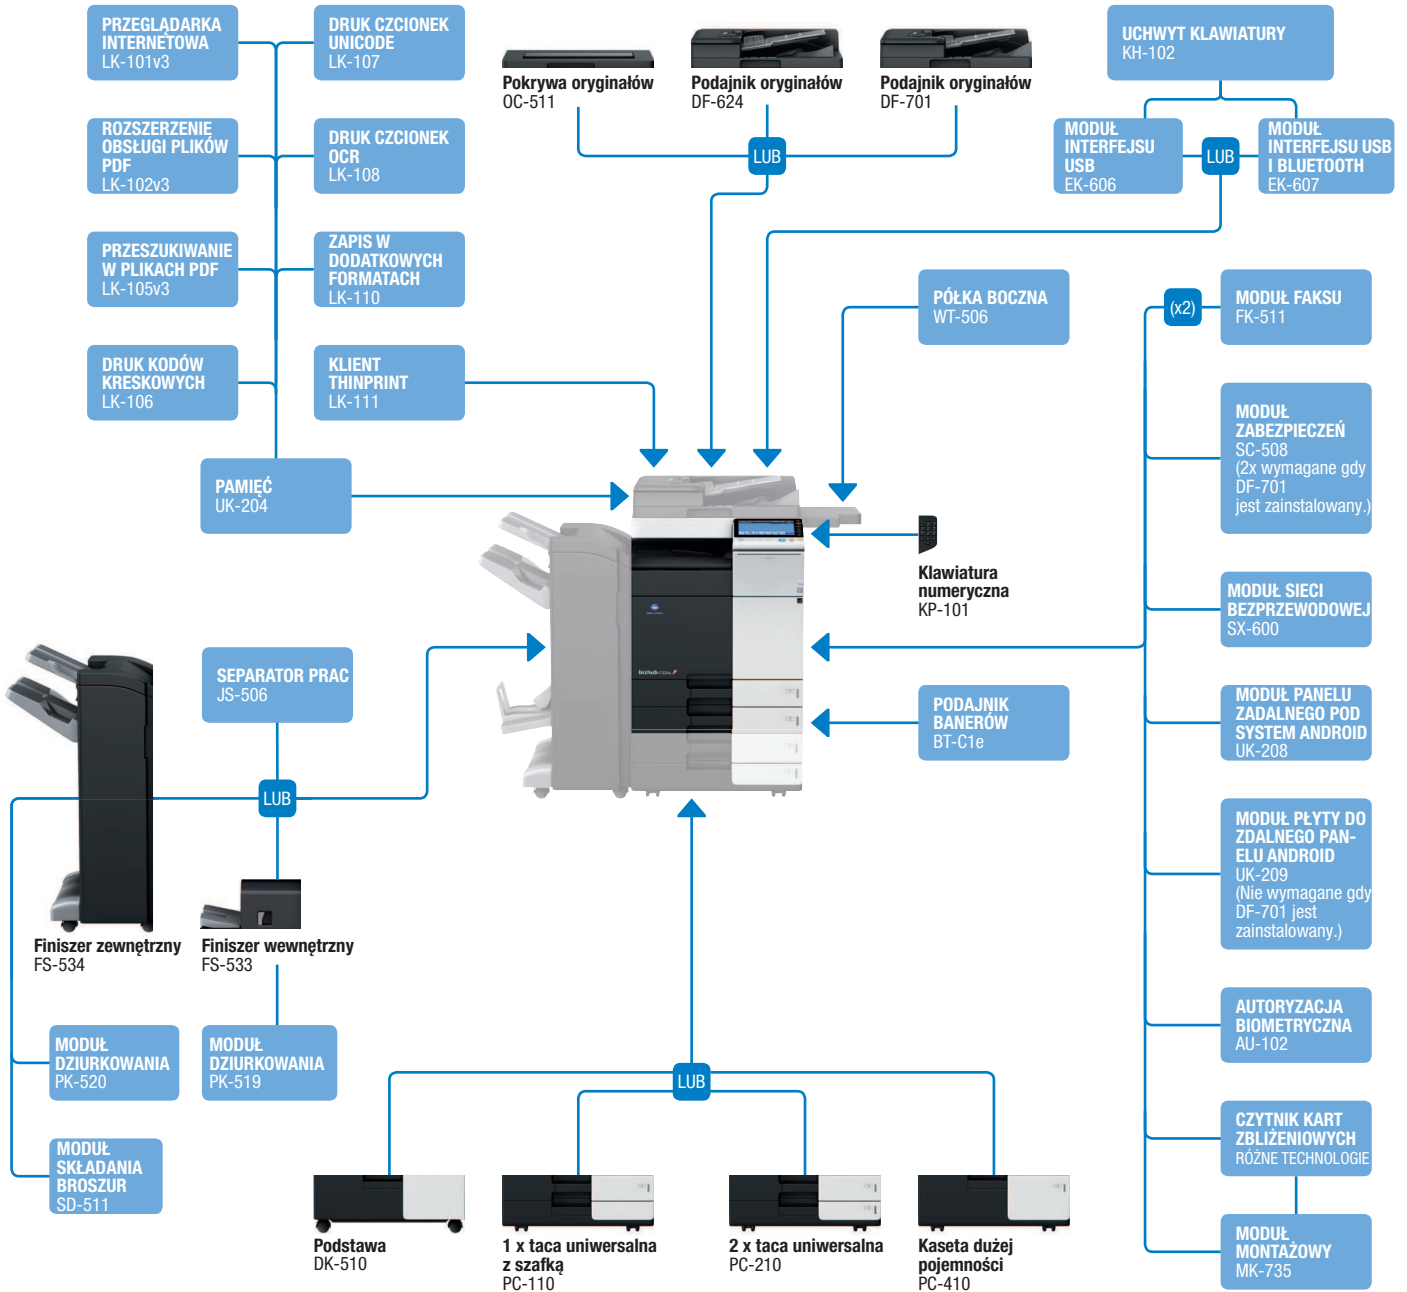 PRZEGLĄDARKA
INTERNETOWA
LK-101v3
DRUK CZCIONEK
UNICODE
LK-107
ROZSZERZENIE
OBSŁUGI PLIKÓW
PDF
LK-102v3
DRUK CZCIONEK
OCR
LK-108
PRZESZUKIWANIE
W PLIKACH PDF
LK-105v3
ZAPIS W
DODATKOWYCH
FORMATACH
LK-110
DRUK KODÓW
KRESKOWYCH
LK-106
KLIENT
THINPRINT
LK-111
PAMIĘĆ
UK-204
Pokrywa oryginałów
OC-511
Podajnik oryginałów
DF-624
Podajnik oryginałów
DF-701
LUB
UCHWYT KLAWIATURY
KH-102
MODUŁ
INTERFEJSU
USB
EK-606
LUB
MODUŁ
INTERFEJSU USB
I BLUETOOTH
EK-607
PÓŁKA BOCZNA
WT-506
(x2)
MODUŁ FAKSU
FK-511
MODUŁ
ZABEZPIECZEŃ
SC-508
(2x wymagane gdy
DF-701
jest zainstalowany.)
Klawiatura
numeryczna
KP-101
MODUŁ SIECI
BEZPRZEWODOWEJ
SX-600
bizhub C224e
PODAJNIK
BANERÓW
BT-C1e
MODUŁ PANELU
ZADALNEGO POD
SYSTEM ANDROID
UK-208
MODUŁ PŁYTY DO
ZDALNEGO PAN-
ELU ANDROID
UK-209
(Nie wymagane gdy
DF-701 jest
zainstalowany.)
AUTORYZACJA
BIOMETRYCZNA
AU-102
CZYTNIK KART
ZBLIŻENIOWYCH
RÓŻNE TECHNOLOGIE
MODUŁ
MONTAŻOWY
MK-735
SEPARATOR PRAC
JS-506
LUB
Finiszer zewnętrzny
FS-534
Finiszer wewnętrzny
FS-533
MODUŁ
DZIURKOWANIA
PK-520
MODUŁ
DZIURKOWANIA
PK-519
MODUŁ
SKŁADANIA
BROSZUR
SD-511
LUB
Podstawa
DK-510
1 x taca uniwersalna
z szafką
PC-110
2 x taca uniwersalna
PC-210
Kaseta dużej
pojemności
PC-410